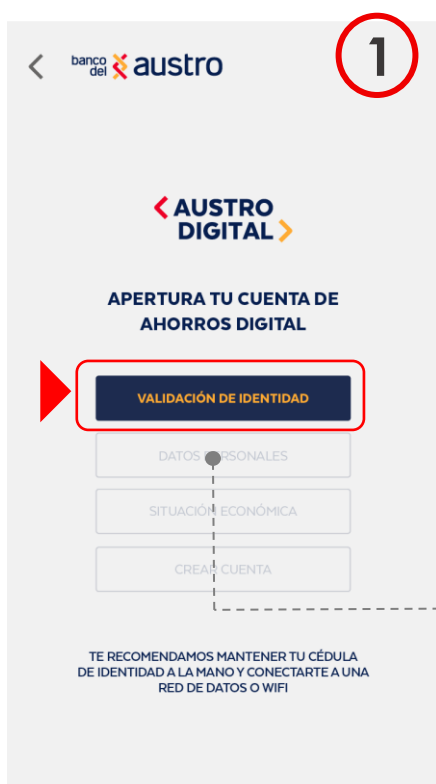 banco del austro
1
AUSTRO
DIGITAL
APERTURA TU CUENTA DE
AHORROS DIGITAL
VALIDACIÓN DE IDENTIDAD
DATOS PERSONALES
SITUACIÓN ECONÓMICA
CREAR CUENTA
TE RECOMENDAMOS MANTENER TU CÉDULA
DE IDENTIDAD A LA MANO Y CONECTARTE A UNA
RED DE DATOS O WIFI